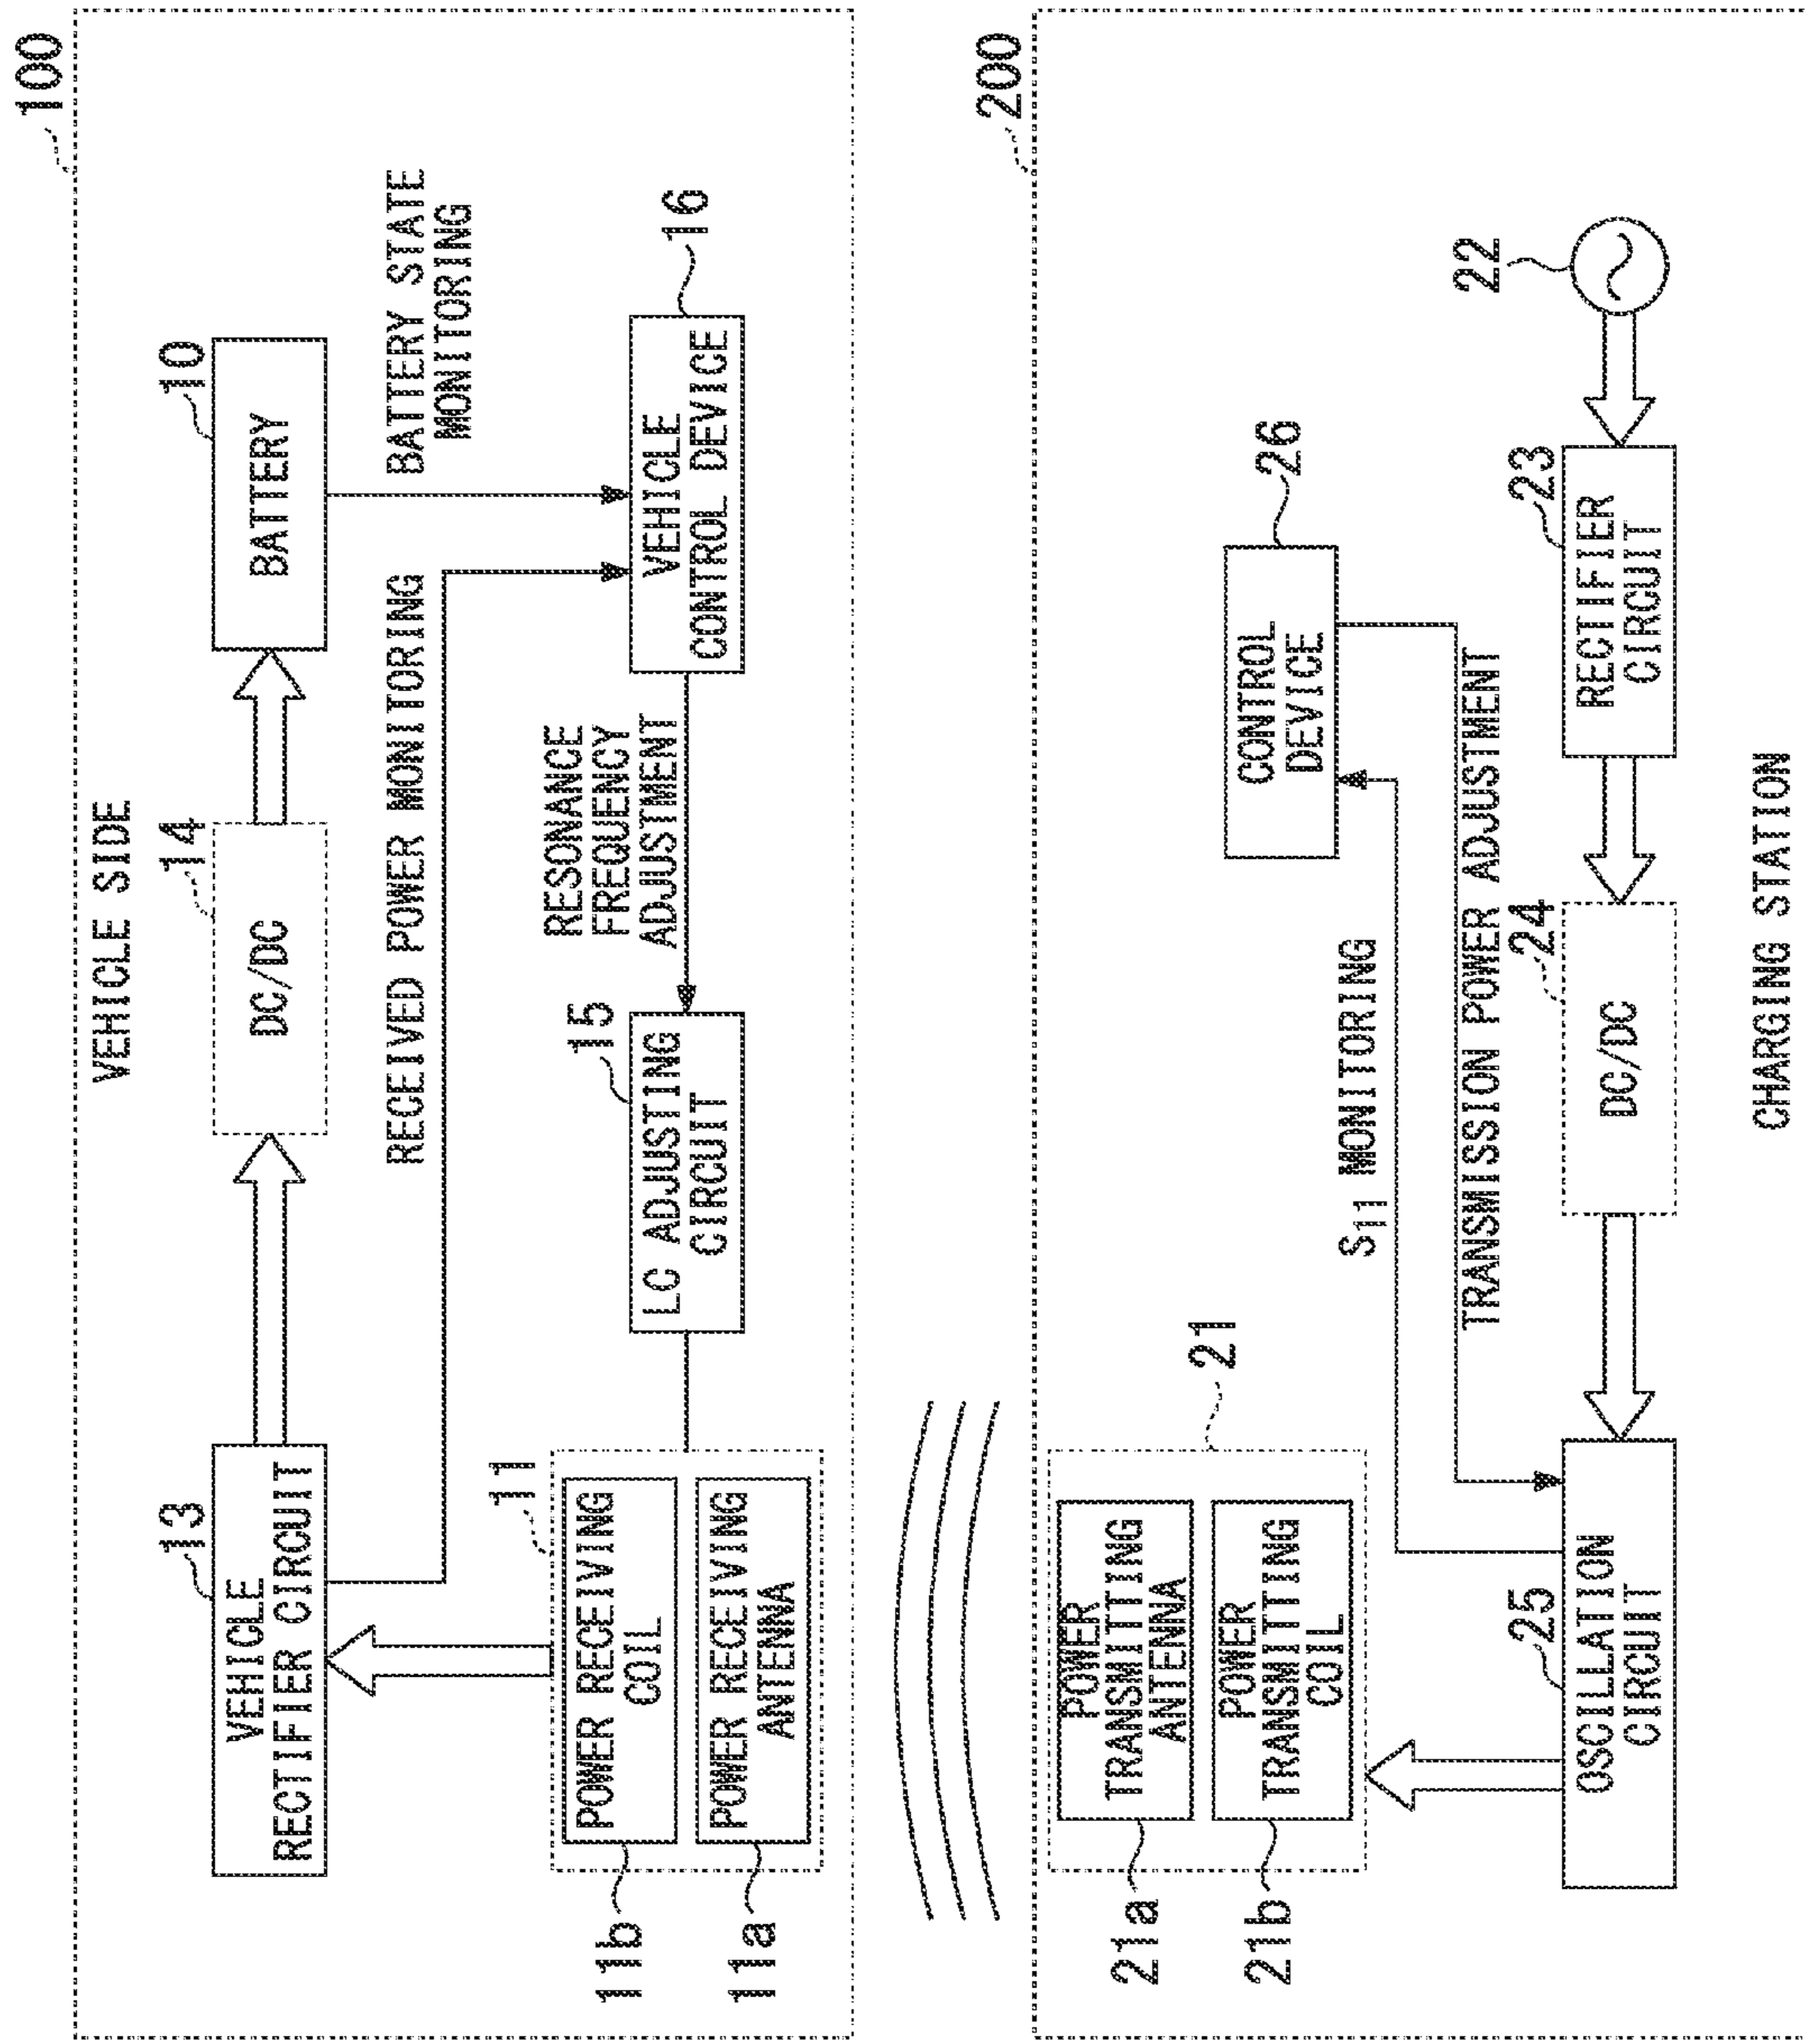 100
VEHICLE SIDE
13
VEHICLE
RECTIFIER CIRCUIT
14
DC/DC
10
BATTERY
RECEIVED POWER MONITORING
BATTERY STATE
MONITORING
11
11b
POWER RECEIVING
COIL
11a
POWER RECEIVING
ANTENNA
15
LC ADJUSTING
CIRCUIT
RESONANCE
FREQUENCY
ADJUSTMENT
16
VEHICLE
CONTROL DEVICE
200
21
21a
POWER
TRANSMITTING
ANTENNA
21b
POWER
TRANSMITTING
COIL
26
CONTROL
DEVICE
S11 MONITORING
TRANSMISSION POWER ADJUSTMENT
25
OSCILLATION
CIRCUIT
24
DC/DC
23
RECTIFIER
CIRCUIT
22
CHARGING STATION